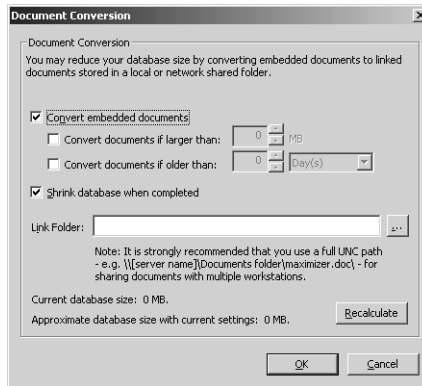 Document Conversion
Document Conversion
You may reduce your database size by converting embedded documents to linked
documents stored in a local or network shared folder.
Convert embedded documents
Convert documents if larger than: 0 MB
Convert documents if older than: 0 Day(s)
Shrink database when completed
Link Folder: ...
Note: It is strongly recommended that you use a full UNC path
- e.g. \\[server name]\Documents folder\maximizer.doc\ - for
sharing documents with multiple workstations.
Current database size: 0 MB.
Approximate database size with current settings: 0 MB.
Recalculate
OK Cancel